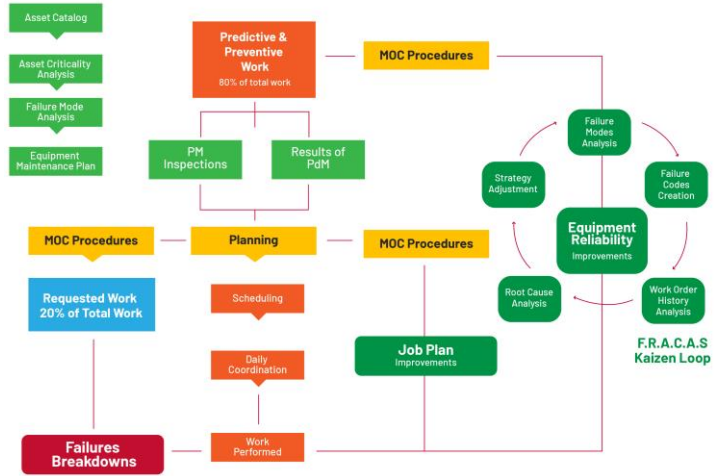 Asset Catalog
Asset Criticality
Analysis
Failure Mode
Analysis
Equipment
Maintenance Plan
Predictive &
Preventive
Work
80% of total work
MOC Procedures
PM
Inspections
Results of
PdM
MOC Procedures
Planning
MOC Procedures
Requested Work
20% of Total Work
Scheduling
Daily
Coordination
Job Plan
Improvements
Failures
Breakdowns
Work
Performed
Failure
Modes
Analysis
Strategy
Adjustment
Failure
Codes
Creation
Equipment
Reliability
Improvements
Root Cause
Analysis
Work Order
History
Analysis
F.R.A.C.A.S
Kaizen Loop